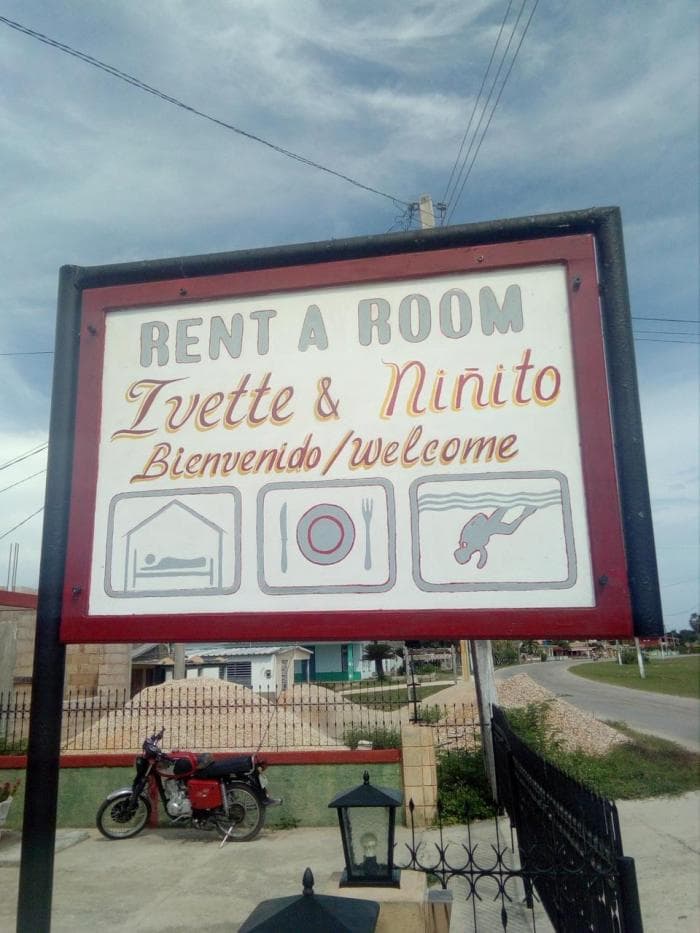 RENT A ROOM
Ivette & Niñito
Bienvenido/Welcome